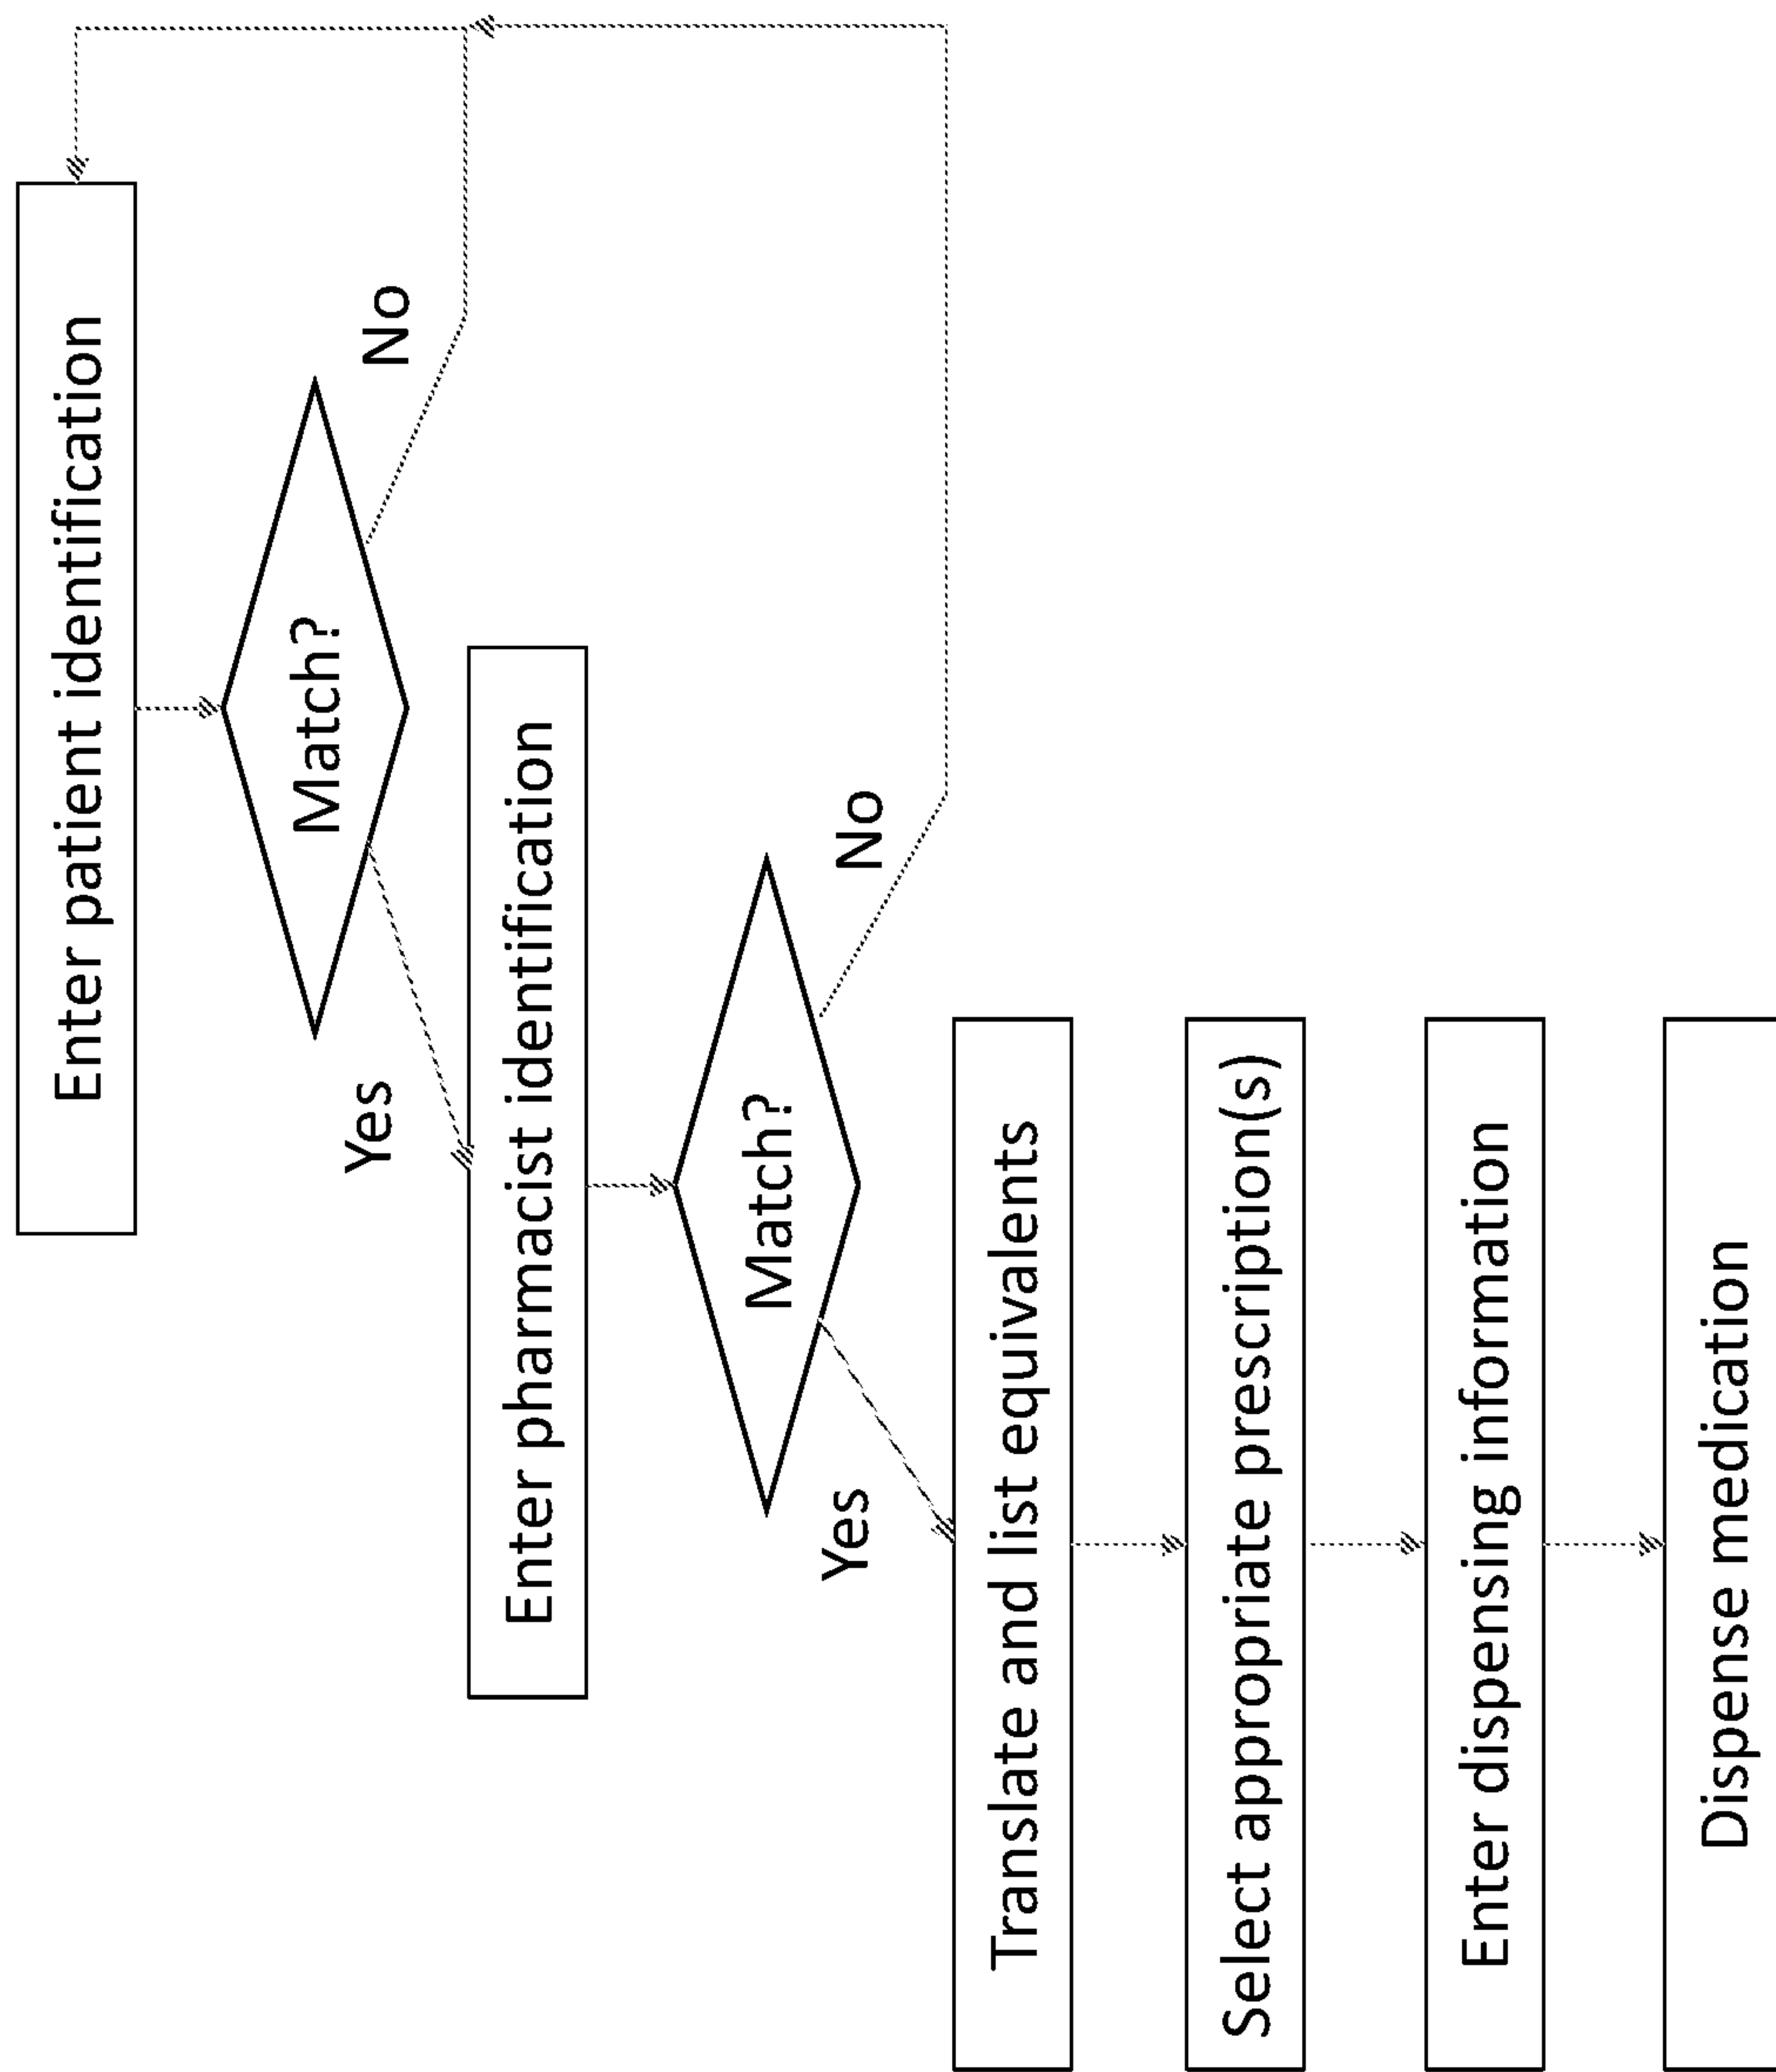 Enter patient identification
Match?
Yes
No
Enter pharmacist identification
Match?
Yes
No
Translate and list equivalents
Select appropriate prescription(s)
Enter dispensing information
Dispense medication